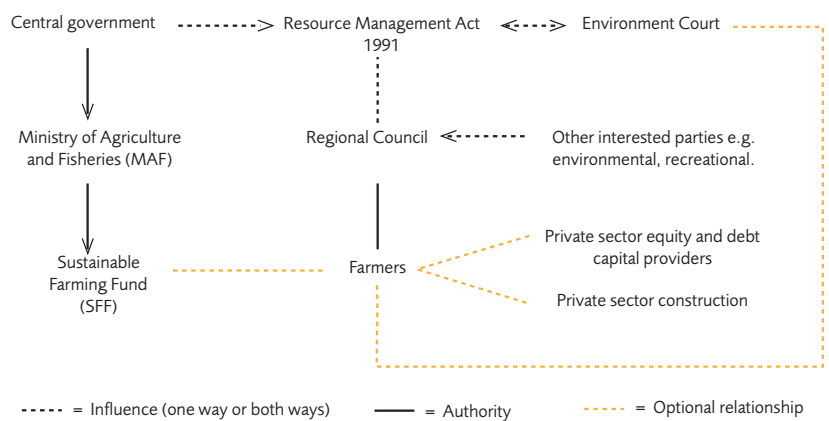 Central government
Resource Management Act
1991
Environment Court
Ministry of Agriculture
and Fisheries (MAF)
Regional Council
Other interested parties e.g.
environmental, recreational.
Sustainable
Farming Fund
(SFF)
Farmers
Private sector equity and debt
capital providers
Private sector construction
= Influence (one way or both ways)
= Authority
= Optional relationship